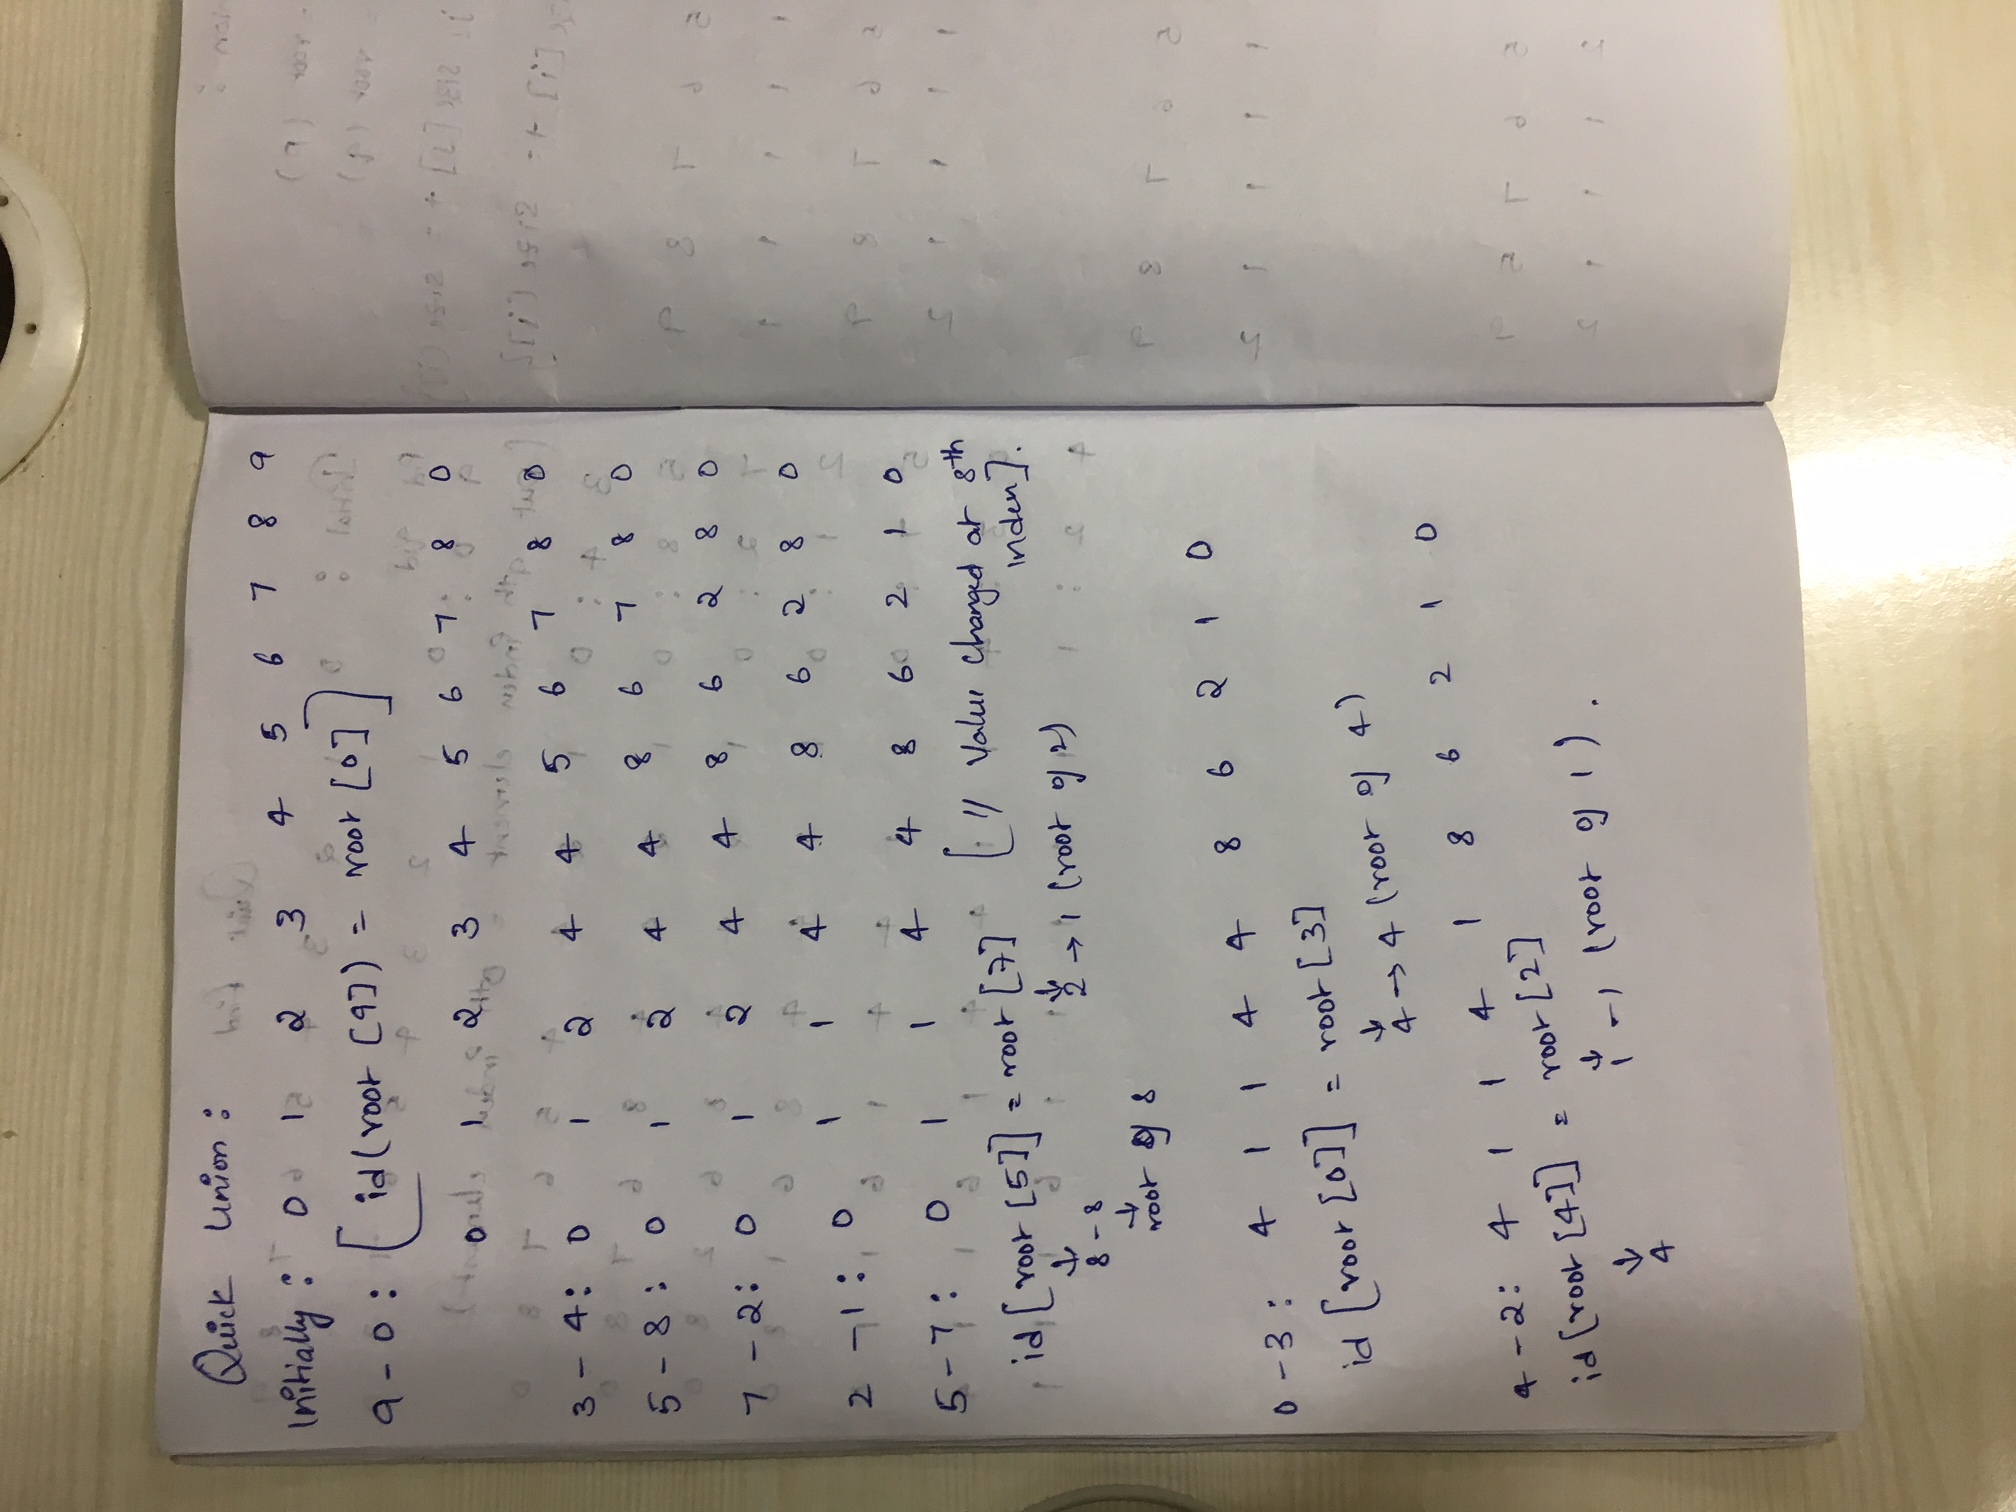 Quick Union :
Initially : 0 1 2 3 4 5 6 7 8 9
9 - 0 : [ id (root [9]) = root [0] ]
0 1 2 3 4 5 6 7 8 0
3 - 4 : 0 1 2 4 4 5 6 7 8 0
5 - 8 : 0 1 2 4 4 8 6 7 8 0
7 - 2 : 0 1 2 4 4 8 6 2 8 0
2 - 1 : 0 1 1 4 4 8 6 2 8 0
5 - 7 : 0 1 1 4 4 8 6 2 1 0
id [root [5]] = root [7] [ // Value changed at 8th
inden].
↓ ↓
8 - 8 2 → 1 (root of 2)
↓
root of 8
0 - 3 : 4 1 1 4 4 8 6 2 1 0
id [root [0]] = root [3]
↓
4 → 4 (root of 4)
4 - 2 : 4 1 1 4 1 8 6 2 1 0
id [root [4]] = root [2]
↓ ↓
4 1 - 1 (root of 1) .